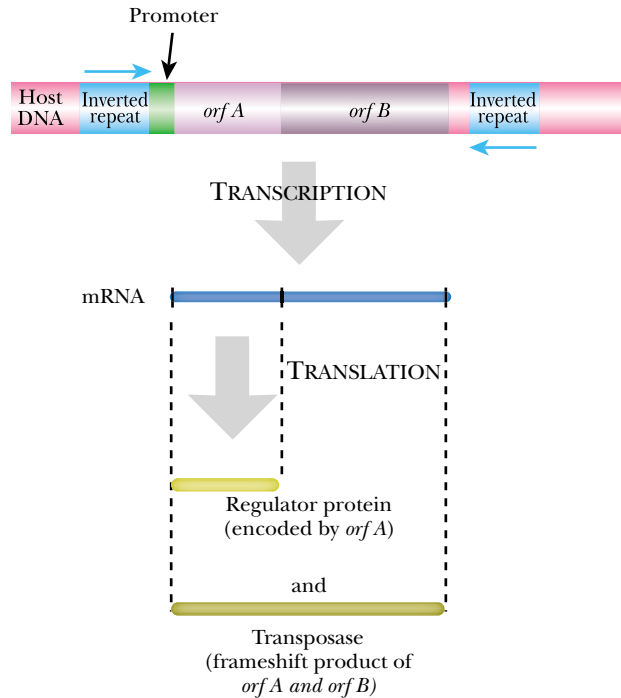 Promoter
Host
DNA
Inverted
repeat
orf A
orf B
Inverted
repeat
TRANSCRIPTION
mRNA
TRANSLATION
Regulator protein
(encoded by orf A)
and
Transposase
(frameshift product of
orf A and orf B)